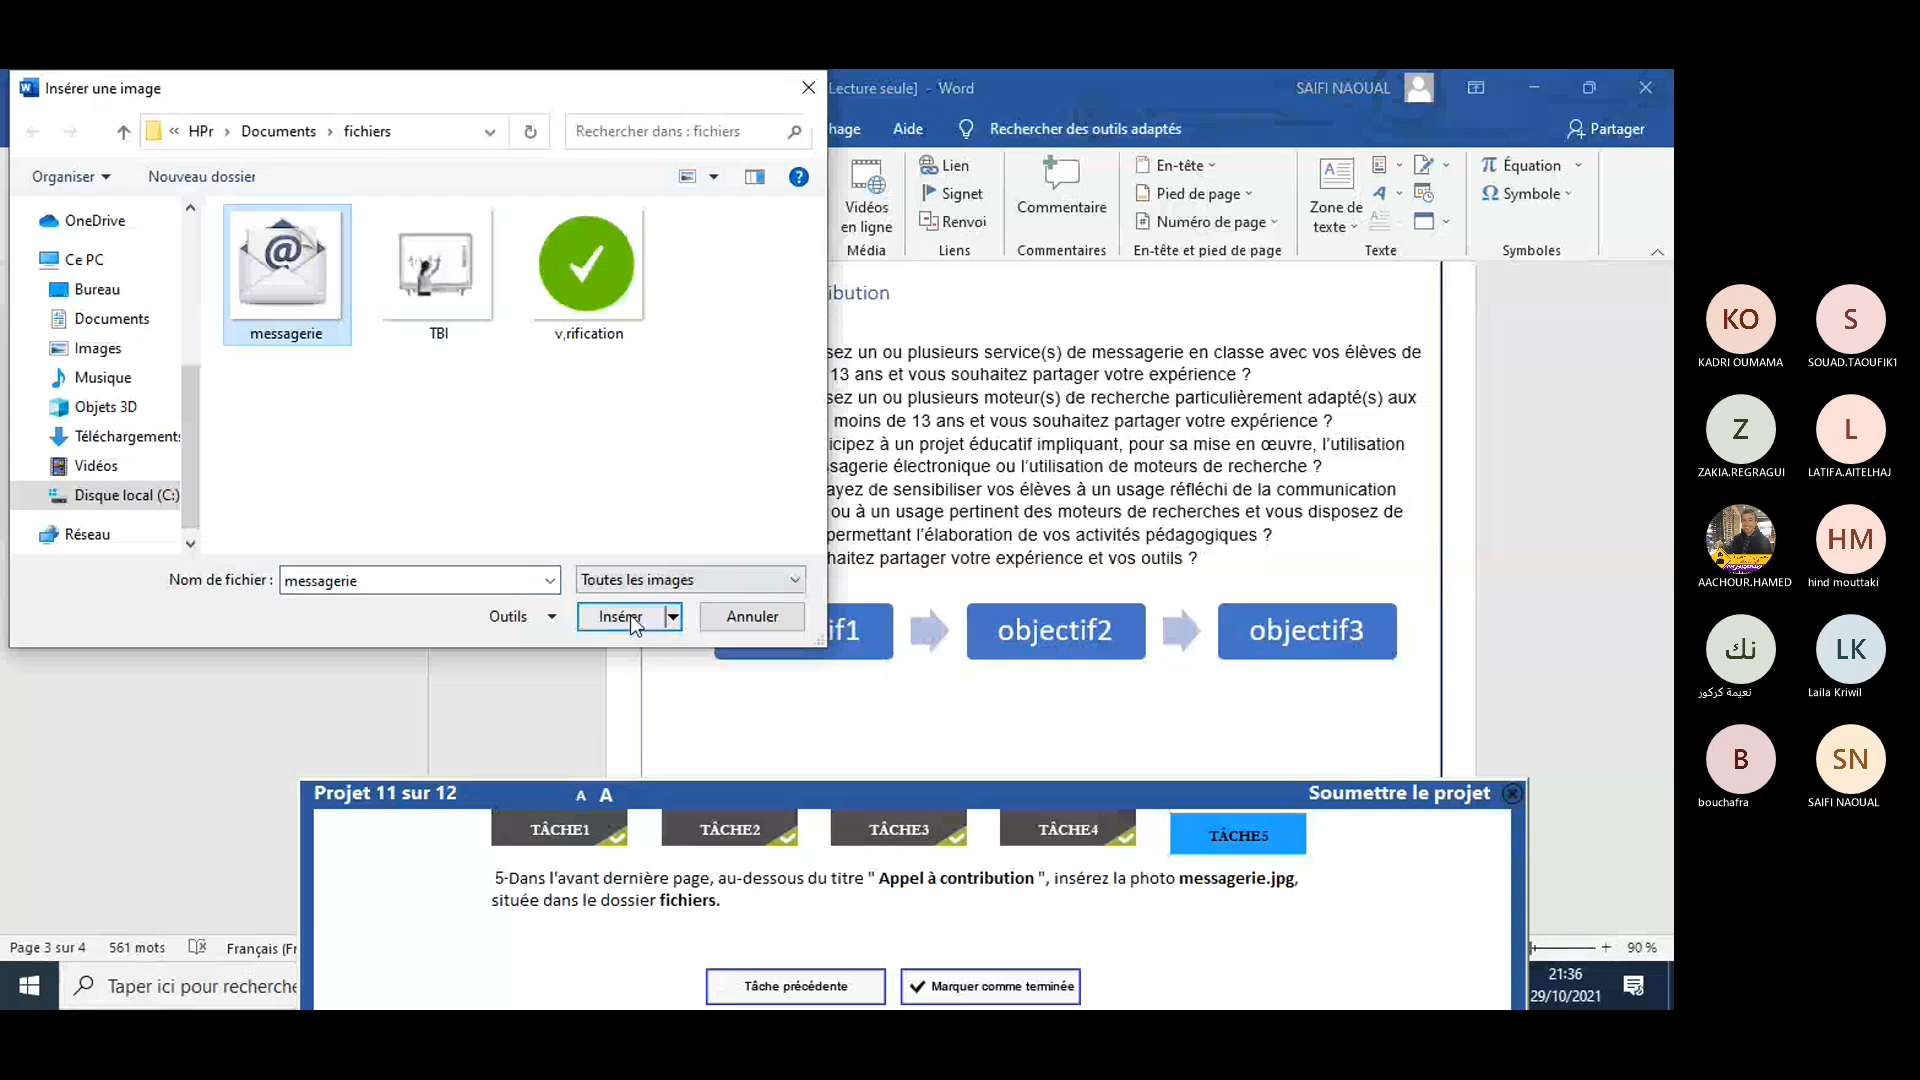 Insérer une image
Lecture seule] - Word
SAIFI NAOUAL
« HPr › Documents › fichiers
Rechercher dans : fichiers
hage
Aide
Rechercher des outils adaptés
Partager
Organiser
Nouveau dossier
OneDrive
Ce PC
Bureau
Documents
Images
Musique
Objets 3D
Téléchargements
Vidéos
Disque local (C:)
Réseau
messagerie
TBI
v,rification
Nom de fichier :
messagerie
Toutes les images
Outils
Insérer
Annuler
Vidéos
en ligne
Média
Lien
Signet
Renvoi
Liens
Commentaire
Commentaires
En-tête
Pied de page
Numéro de page
En-tête et pied de page
Zone de
texte
Texte
π Équation
Ω Symbole
Symboles
ibution
sez un ou plusieurs service(s) de messagerie en classe avec vos élèves de
13 ans et vous souhaitez partager votre expérience ?
sez un ou plusieurs moteur(s) de recherche particulièrement adapté(s) aux
moins de 13 ans et vous souhaitez partager votre expérience ?
icipez à un projet éducatif impliquant, pour sa mise en œuvre, l'utilisation
sagerie électronique ou l'utilisation de moteurs de recherche ?
ayez de sensibiliser vos élèves à un usage réfléchi de la communication
ou à un usage pertinent des moteurs de recherches et vous disposez de
permettant l'élaboration de vos activités pédagogiques ?
haitez partager votre expérience et vos outils ?
if1
objectif2
objectif3
Projet 11 sur 12
A A
Soumettre le projet
TÂCHE1
TÂCHE2
TÂCHE3
TÂCHE4
TÂCHE5
5-Dans l'avant dernière page, au-dessous du titre " Appel à contribution ", insérez la photo messagerie.jpg,
située dans le dossier fichiers.
Tâche précédente
Marquer comme terminée
Page 3 sur 4
561 mots
Français (Fr
+ 90 %
Taper ici pour recherche
21:36
29/10/2021
KO
KADRI OUMAMA
S
SOUAD.TAOUFIK1
Z
ZAKIA.REGRAGUI
L
LATIFA.AITELHAJ
AACHOUR.HAMED
HM
hind mouttaki
نك
نعيمة كركور
LK
Laila Kriwil
B
bouchafra
SN
SAIFI NAOUAL